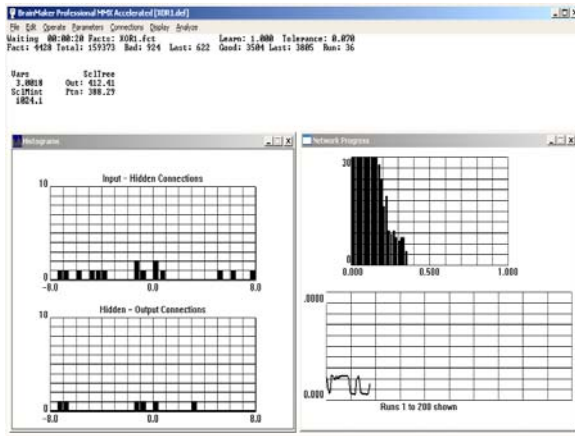 BrainMaker Professional MMX Accelerated [XOR1.def]
File Edit Operate Parameters Connections Display Analyze
Waiting 00:00:20 Facts: XOR1.fct Learn: 1.000 Tolerance: 0.070
Fact: 4428 Total: 159373 Bad: 924 Last: 622 Good: 3504 Last: 3805 Run: 36
Vars SclTree
3.0018 Out: 412.41
SclMint Ptn: 388.29
i024.1
Histograms
Input - Hidden Connections
10
0
-8.0 0.0 8.0
Hidden - Output Connections
10
0
-8.0 0.0 8.0
Network Progress
30
0
0.000 0.500 1.000
.0000
0.000
Runs 1 to 200 shown